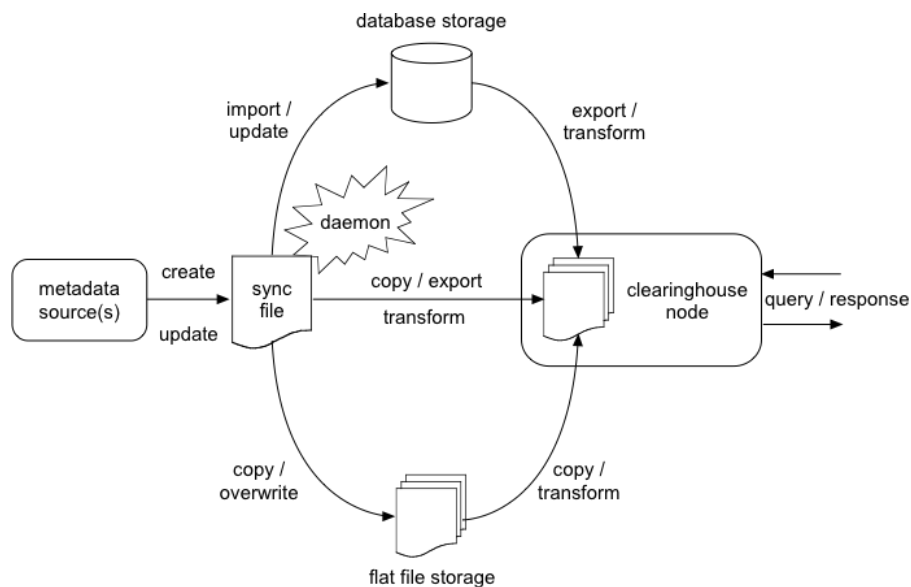 database storage
import /
update
export /
transform
daemon
metadata
source(s)
create
update
sync
file
copy / export
transform
clearinghouse
node
query / response
copy /
overwrite
copy /
transform
flat file storage